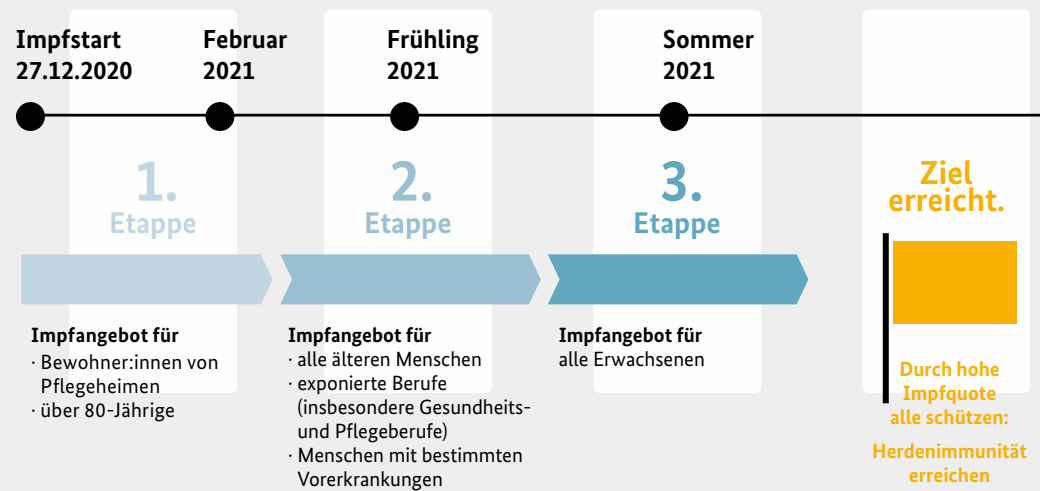 Impfstart
27.12.2020
Februar
2021
Frühling
2021
Sommer
2021
1.
Etappe
2.
Etappe
3.
Etappe
Ziel
erreicht.
Impfangebot für
· Bewohner:innen von
Pflegeheimen
· über 80-Jährige
Impfangebot für
· alle älteren Menschen
· exponierte Berufe
(insbesondere Gesundheits-
und Pflegeberufe)
· Menschen mit bestimmten
Vorerkrankungen
Impfangebot für
alle Erwachsenen
Durch hohe
Impfquote
alle schützen:
Herdenimmunität
erreichen